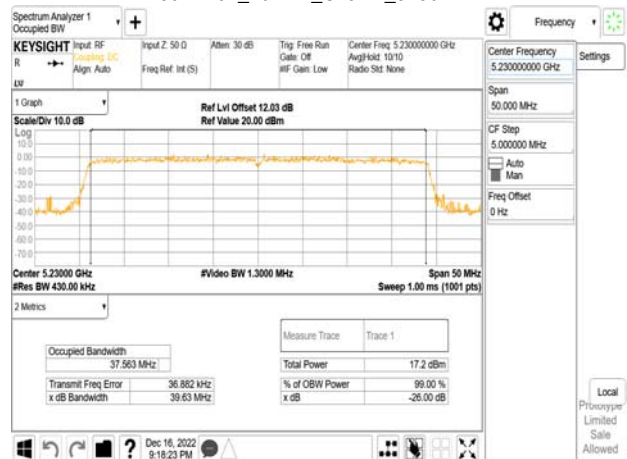 Spectrum Analyzer 1
Occupied BW
Frequency
KEYSIGHT
R
LXI
Input: RF
Coupling: DC
Align: Auto
Input Z: 50 Ω
Freq Ref: Int (S)
Atten: 30 dB
Trig: Free Run
Gate: Off
#IF Gain: Low
Center Freq: 5.230000000 GHz
Avg|Hold: 10/10
Radio Std: None
Center Frequency
5.230000000 GHz
Settings
Span
50.000 MHz
CF Step
5.000000 MHz
Auto
Man
Freq Offset
0 Hz
1 Graph
Scale/Div 10.0 dB
Ref Lvl Offset 12.03 dB
Ref Value 20.00 dBm
Log
10.0
0.00
-10.0
-20.0
-30.0
-40.0
-50.0
-60.0
-70.0
Center 5.23000 GHz
#Res BW 430.00 kHz
#Video BW 1.3000 MHz
Span 50 MHz
Sweep 1.00 ms (1001 pts)
2 Metrics
Measure Trace Trace 1
Occupied Bandwidth
37.563 MHz
Total Power 17.2 dBm
Transmit Freq Error 36.882 kHz
% of OBW Power 99.00 %
x dB Bandwidth 39.63 MHz
x dB -26.00 dB
Local
Prototype
Limited
Sale
Allowed
?
Dec 16, 2022
9:18:23 PM